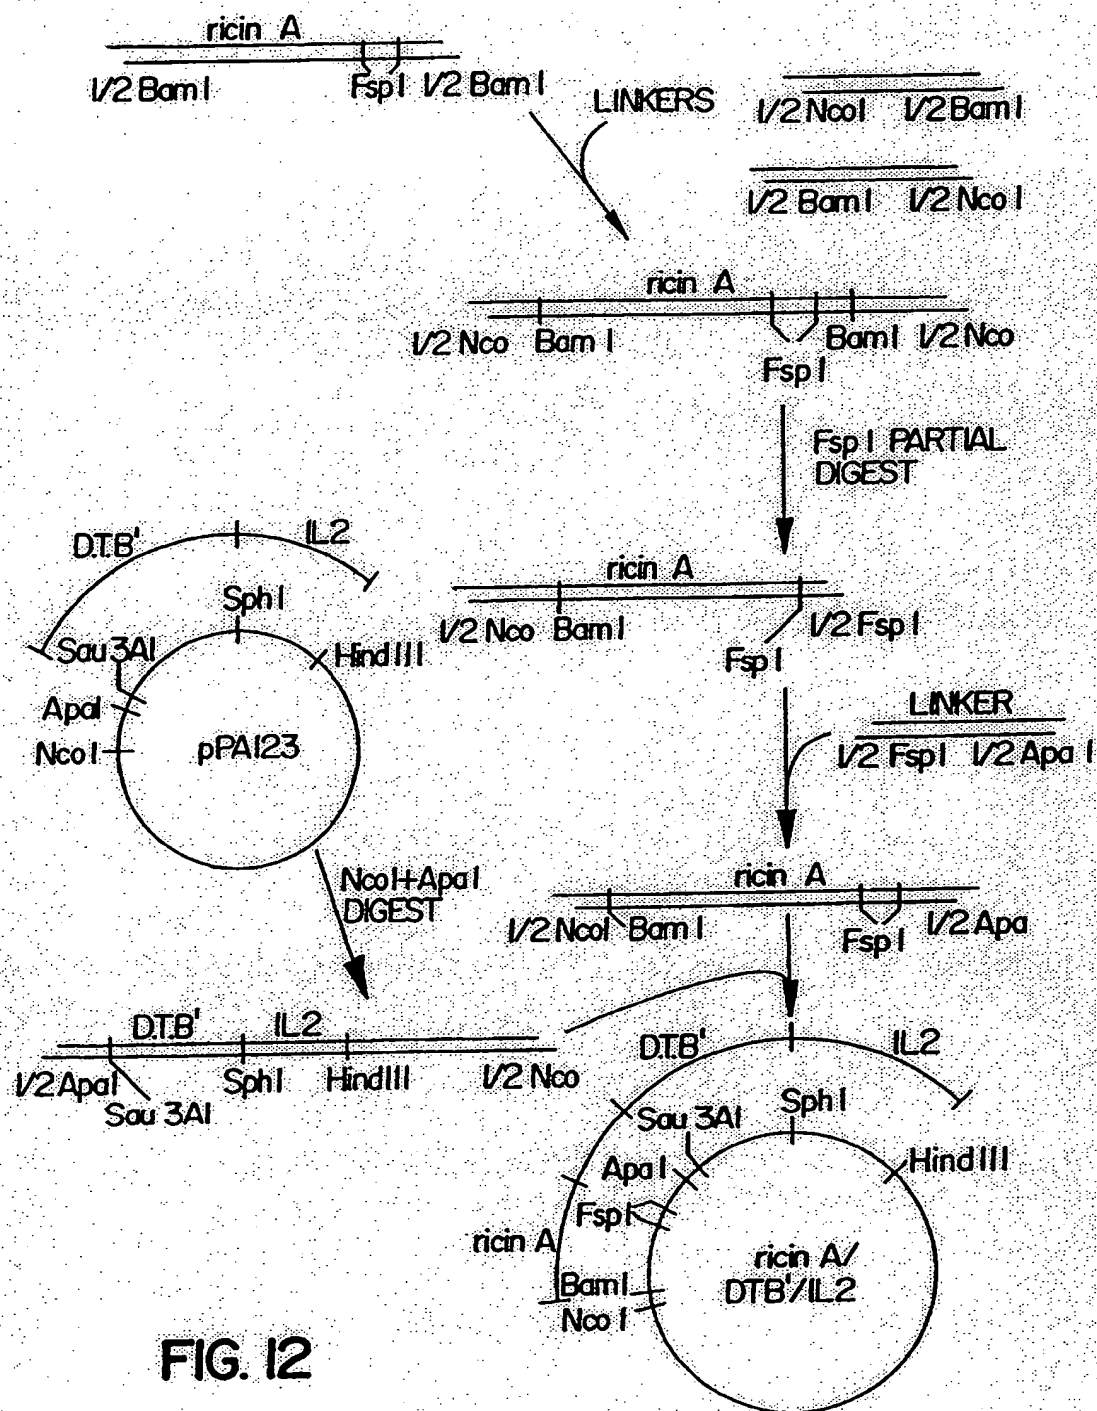 ricin A
1/2 Bam I
Fsp I
1/2 Bam I
LINKERS
1/2 Nco I
1/2 Bam I
1/2 Bam I
1/2 Nco I
ricin A
1/2 Nco
Bam I
Bam I
1/2 Nco
Fsp I
Fsp I PARTIAL
DIGEST
D.T.B'
IL2
Sph I
Sau 3AI
Hind III
Apa I
Nco I
pPA123
ricin A
1/2 Nco
Bam I
1/2 Fsp I
Fsp I
LINKER
1/2 Fsp I
1/2 Apa I
Nco I + Apa I
DIGEST
ricin A
1/2 Nco I
Bam I
Fsp I
1/2 Apa
D.T.B'
IL2
1/2 Apa I
Sph I
Hind III
1/2 Nco
Sau 3AI
D.T.B'
IL2
Sph I
Sau 3AI
Apa I
Hind III
Fsp I
ricin A
Bam I
Nco I
ricin A/
DTB'/IL2
FIG. 12